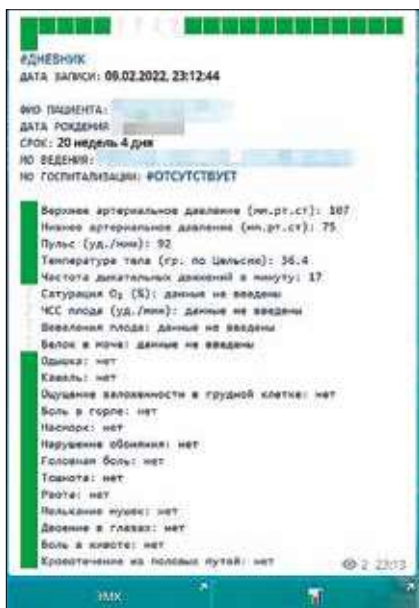 #ДНЕВНИК
ДАТА ЗАПИСИ: 09.02.2022, 23:12:44
ФИО ПАЦИЕНТА:
ДАТА РОЖДЕНИЯ
СРОК: 20 недель 4 дня
МО ВЕДЕНИЯ:
МО ГОСПИТАЛИЗАЦИИ: #ОТСУТСТВУЕТ
Верхнее артериальное давление (мм.рт.ст): 107
Нижнее артериальное давление (мм.рт.ст): 75
Пульс (уд./мин): 92
Температура тела (гр. по Цельсию): 36.4
Частота дыхательных движений в минуту: 17
Сатурация O₂ (%): данные не введены
ЧСС плода (уд./мин): данные не введены
Шевеления плода: данные не введены
Белок в моче: данные не введены
Одышка: нет
Кашель: нет
Ощущение заложенности в грудной клетке: нет
Боль в горле: нет
Насморк: нет
Нарушение обоняния: нет
Головная боль: нет
Тошнота: нет
Рвота: нет
Мелькание мушек: нет
Двоение в глазах: нет
Боль в животе: нет
Кровотечение из половых путей: нет
2 23:13
ЭМК